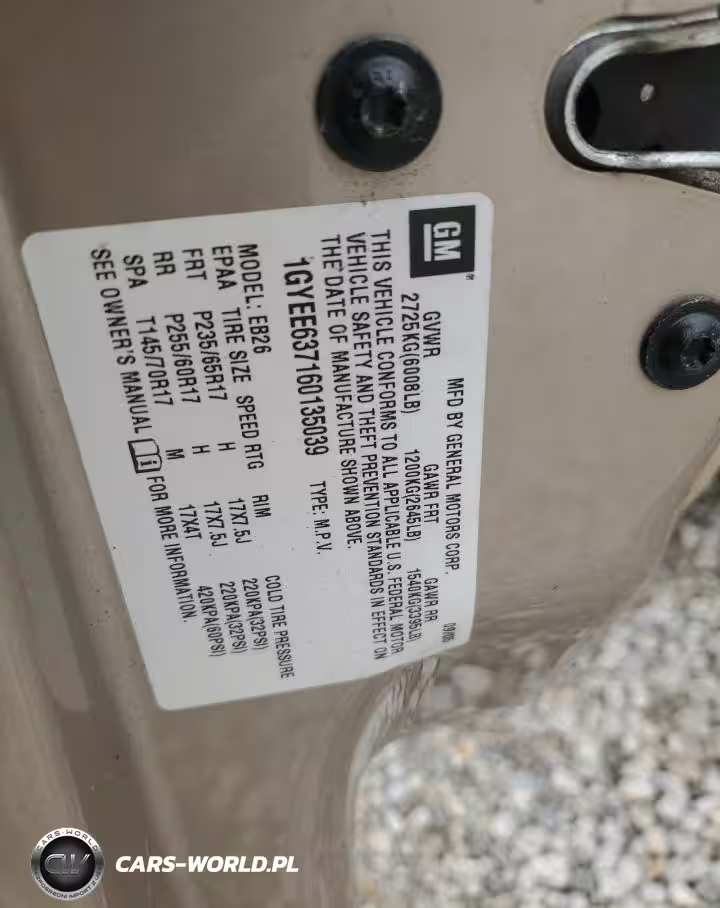 GM
MFD BY GENERAL MOTORS CORP. 09/05
GVWR GAWR FRT GAWR RR
2725KG(6008LB) 1200KG(2645LB) 1540KG(3395LB)
THIS VEHICLE CONFORMS TO ALL APPLICABLE U.S. FEDERAL MOTOR
VEHICLE SAFETY AND THEFT PREVENTION STANDARDS IN EFFECT ON
THE DATE OF MANUFACTURE SHOWN ABOVE.
1GYEE637160135039 TYPE: M.P.V.
MODEL: EB26
EPAA TIRE SIZE SPEED RTG RIM COLD TIRE PRESSURE
FRT P235/65R17 H 17X7.5J 220KPA(32PSI)
RR P255/60R17 H 17X7.5J 220KPA(32PSI)
SPA T145/70R17 M 17X4T 420KPA(60PSI)
SEE OWNER'S MANUAL FOR MORE INFORMATION.
CARS-WORLD
CW
CARS-WORLD.PL